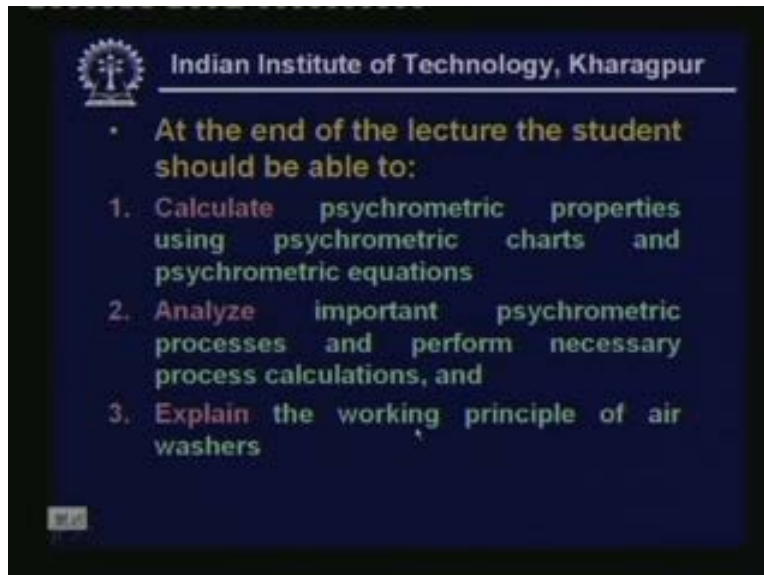 Indian Institute of Technology, Kharagpur
• At the end of the lecture the student
should be able to:
1. Calculate psychrometric properties
using psychrometric charts and
psychrometric equations
2. Analyze important psychrometric
processes and perform necessary
process calculations, and
3. Explain the working principle of air
washers